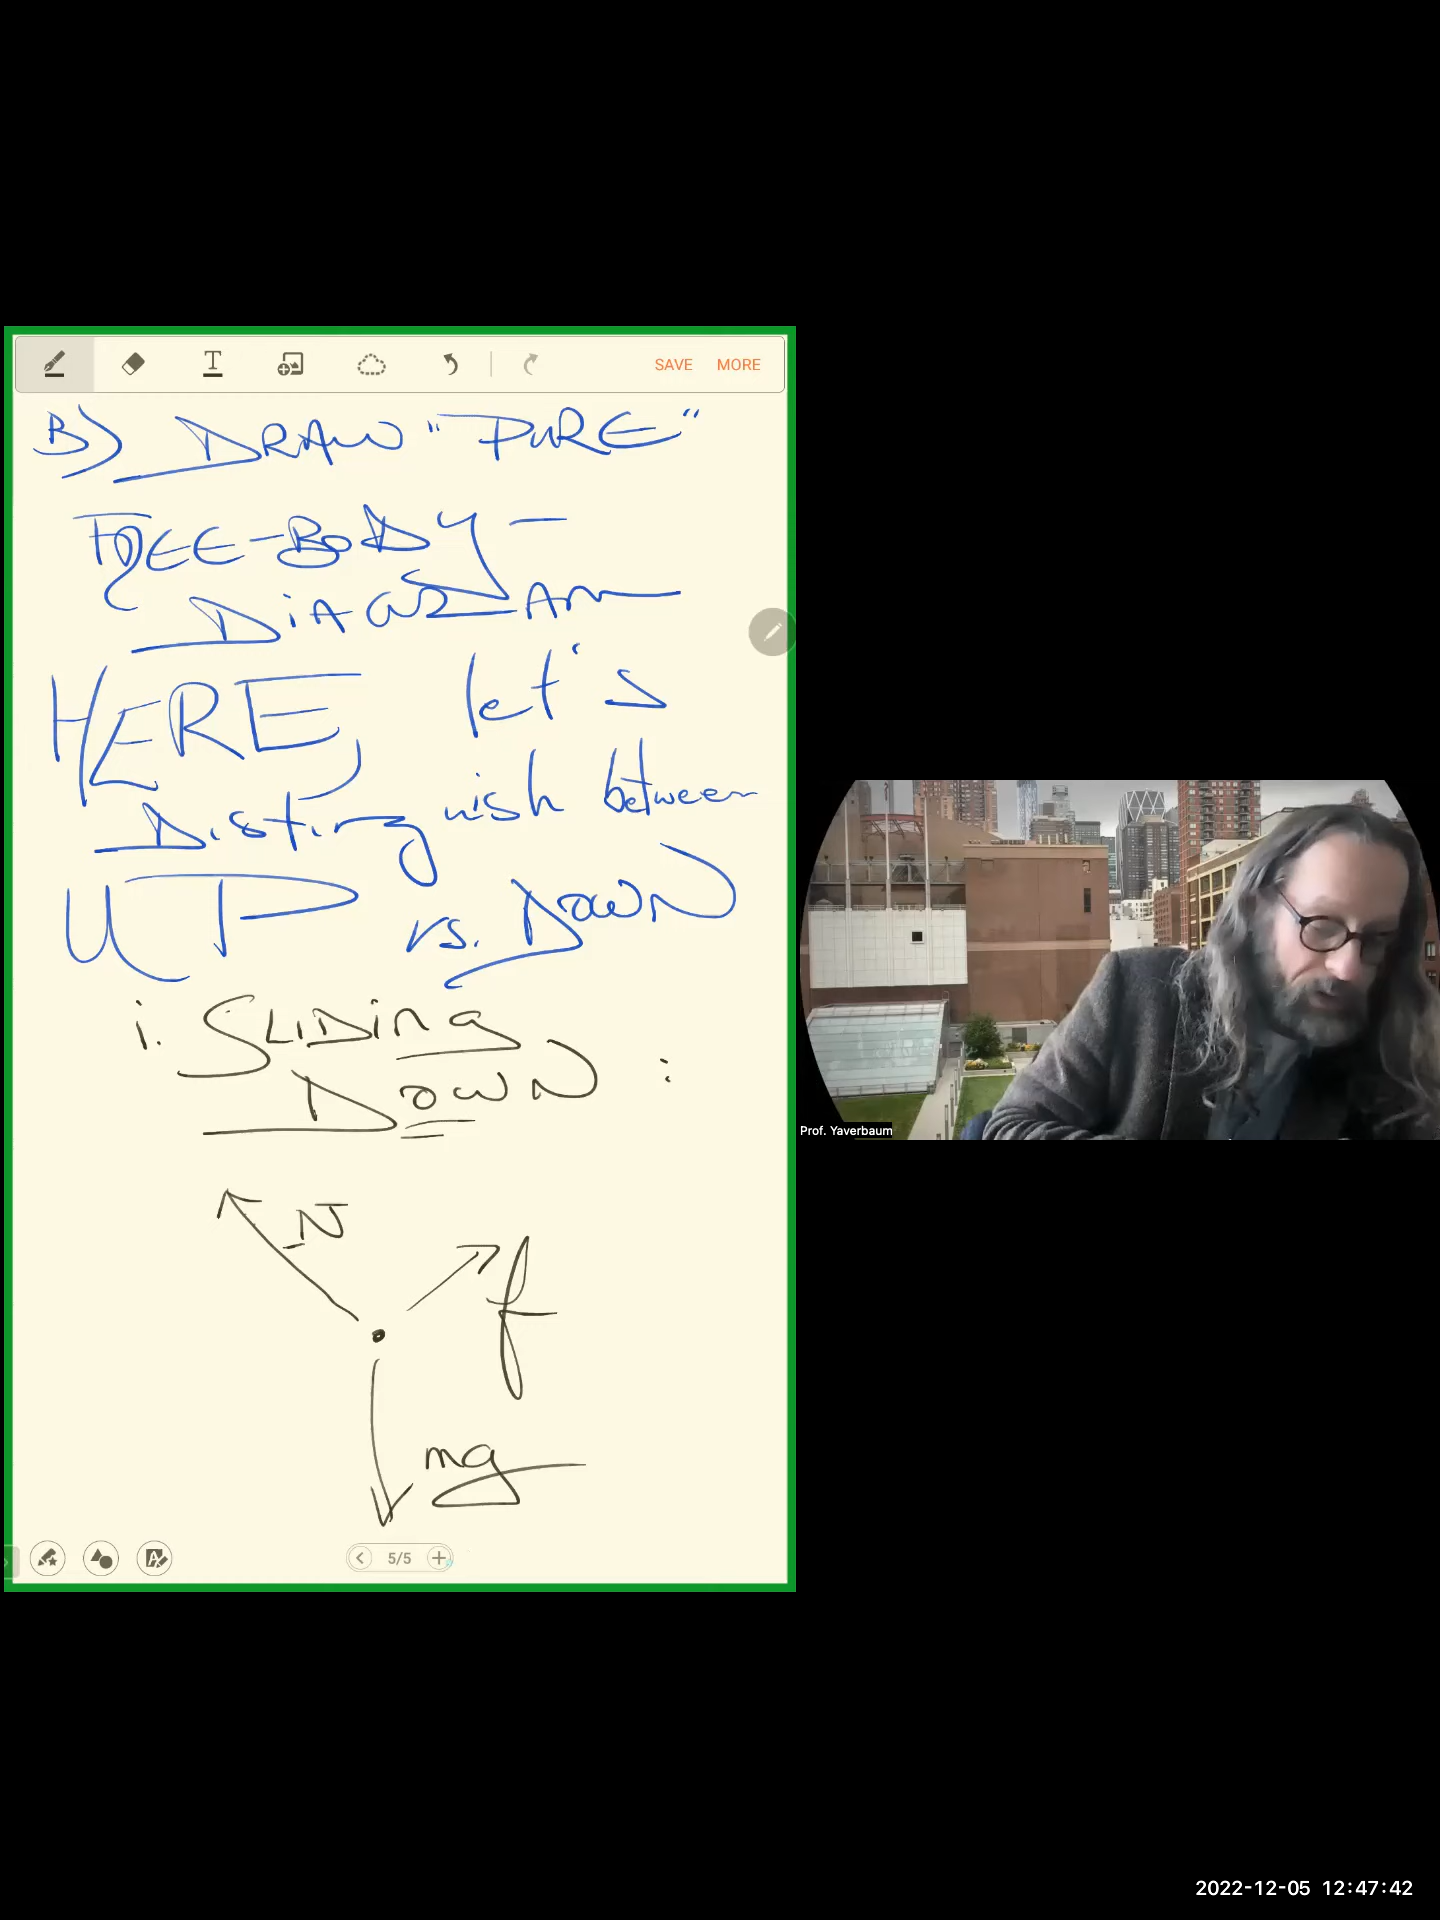 T
SAVE
MORE
B) DRAW "PURE"
FREE-BODY-
DIAGRAM
HERE, let's
Distinguish between
UP vs. DOWN
i. SLIDING
DOWN :
N
f
mg
5/5
Prof. Yaverbaum
2022-12-05 12:47:42